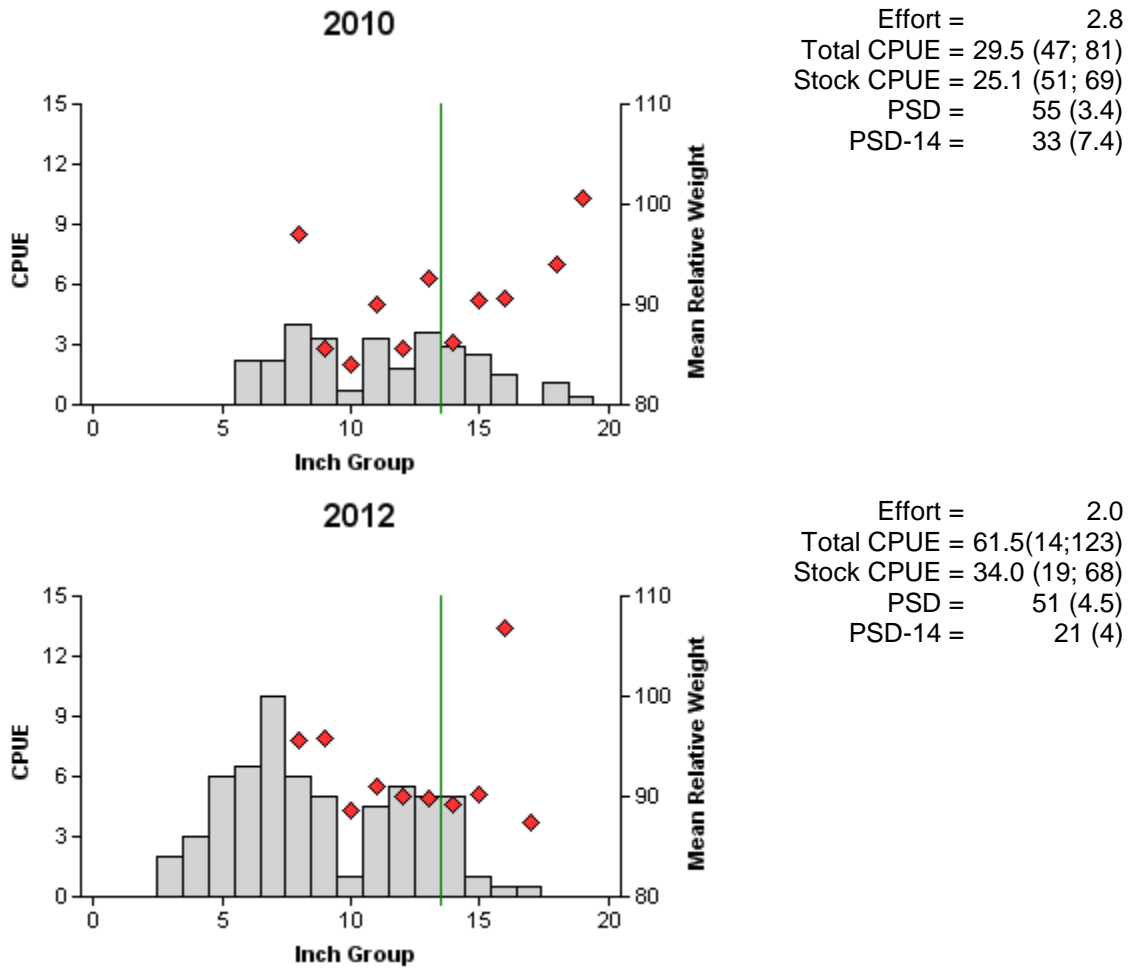 2010
Effort = 2.8
Total CPUE = 29.5 (47; 81)
Stock CPUE = 25.1 (51; 69)
PSD = 55 (3.4)
PSD-14 = 33 (7.4)
15
12
9
6
3
0
CPUE
110
100
90
80
Mean Relative Weight
0 5 10 15 20
Inch Group
2012
Effort = 2.0
Total CPUE = 61.5(14;123)
Stock CPUE = 34.0 (19; 68)
PSD = 51 (4.5)
PSD-14 = 21 (4)
15
12
9
6
3
0
CPUE
110
100
90
80
Mean Relative Weight
0 5 10 15 20
Inch Group